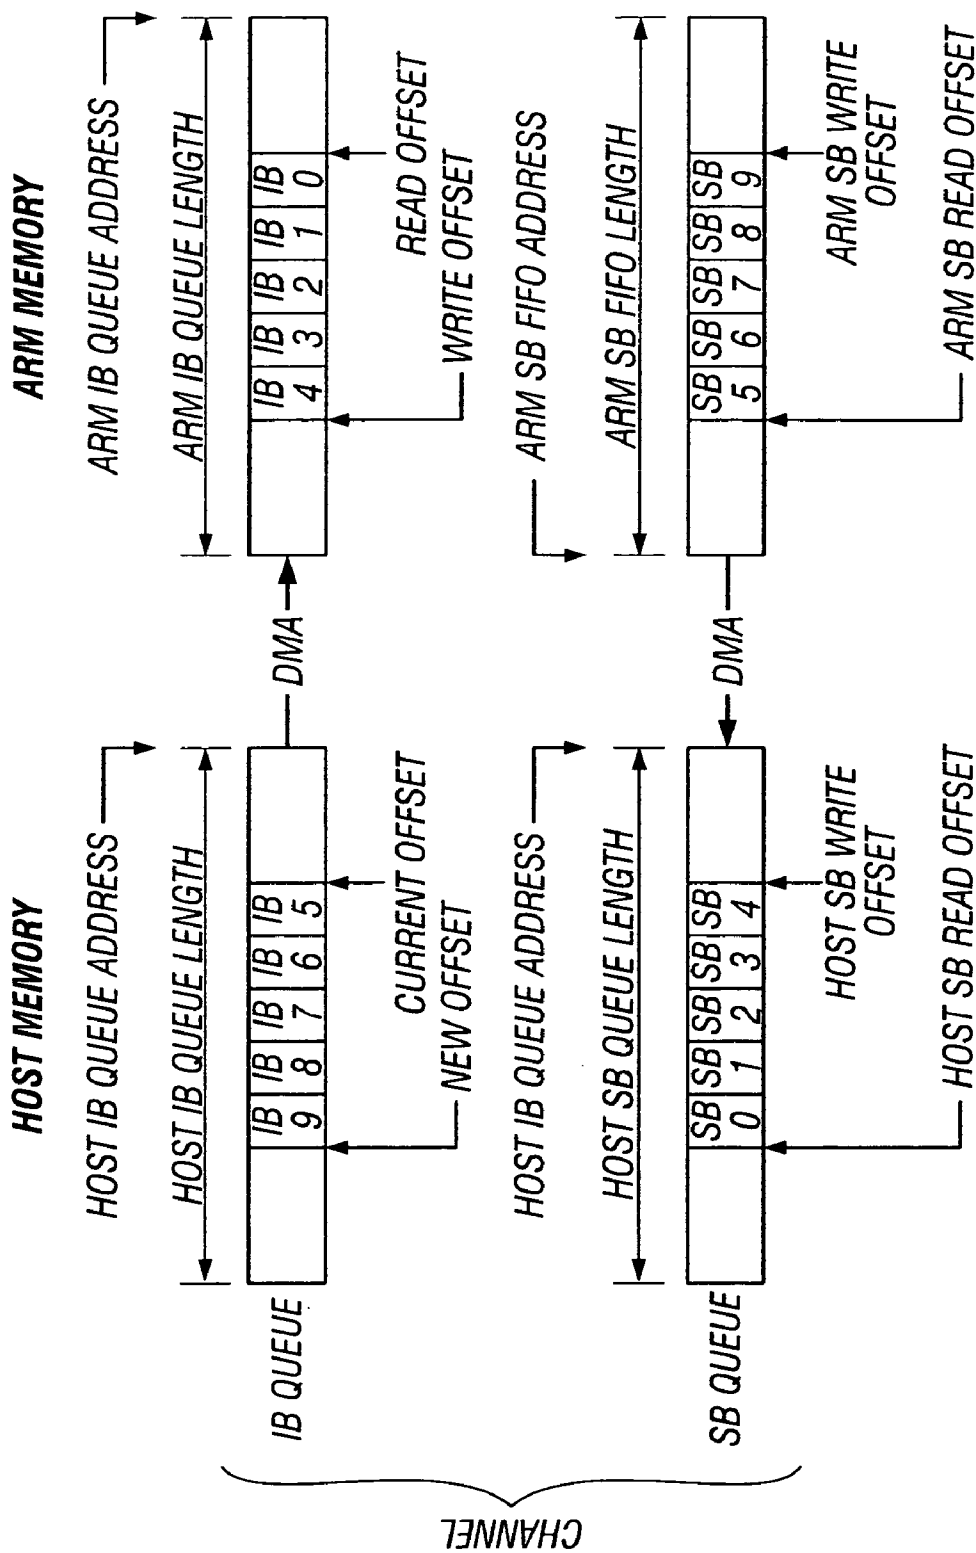 HOST MEMORY
ARM MEMORY
HOST IB QUEUE ADDRESS
ARM IB QUEUE ADDRESS
HOST IB QUEUE LENGTH
ARM IB QUEUE LENGTH
IB QUEUE
IB IB IB IB IB
9 8 7 6 5
DMA
IB IB IB IB IB
4 3 2 1 0
CURRENT OFFSET
NEW OFFSET
READ OFFSET
WRITE OFFSET
CHANNEL
HOST IB QUEUE ADDRESS
ARM SB FIFO ADDRESS
HOST SB QUEUE LENGTH
ARM SB FIFO LENGTH
SB QUEUE
SB SB SB SB SB
0 1 2 3 4
DMA
SB SB SB SB SB
5 6 7 8 9
HOST SB WRITE
OFFSET
ARM SB WRITE
OFFSET
HOST SB READ OFFSET
ARM SB READ OFFSET